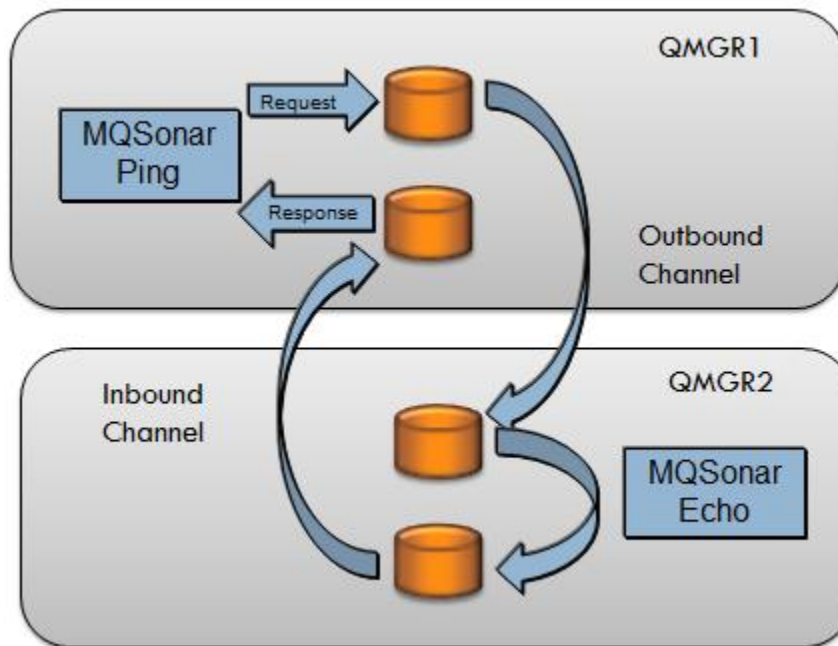 QMGR1
Request
MQSonar
Ping
Response
Outbound
Channel
Inbound
Channel
QMGR2
MQSonar
Echo